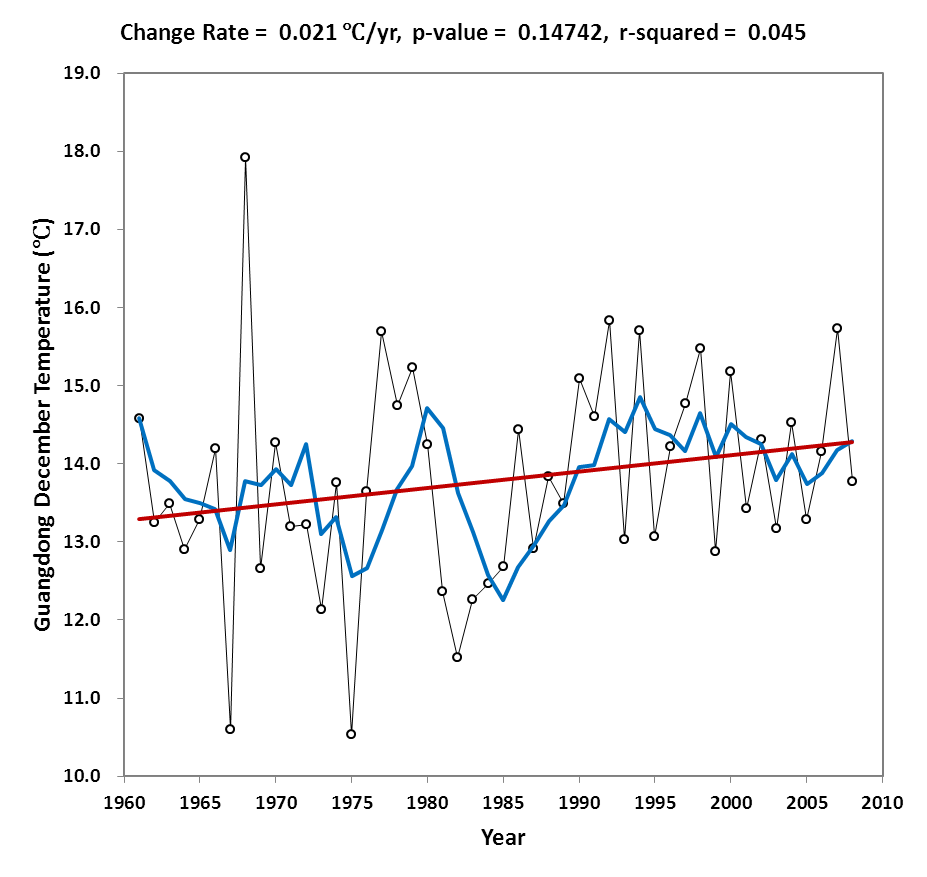 Change Rate = 0.021 ℃/yr, p-value = 0.14742, r-squared = 0.045
19.0
18.0
17.0
16.0
15.0
14.0
13.0
12.0
11.0
10.0
Guangdong December Temperature (℃)
1960 1965 1970 1975 1980 1985 1990 1995 2000 2005 2010
Year